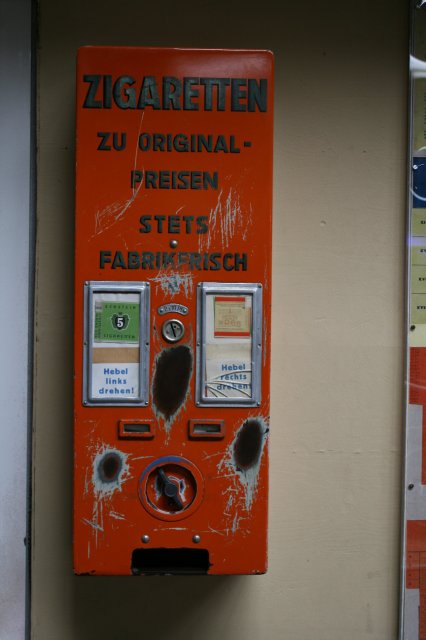 ZIGARETTEN
ZU ORIGINAL-
PREISEN
STETS
FABRIKFRISCH
5
Hebel
links
drehen!
Hebel
rechts
drehen!